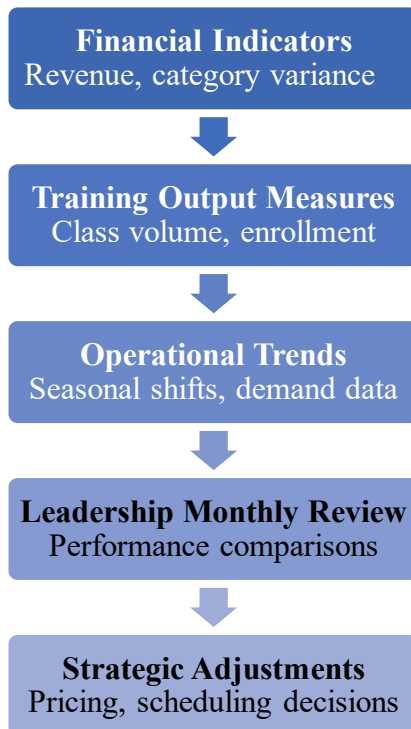 Financial Indicators
Revenue, category variance
Training Output Measures
Class volume, enrollment
Operational Trends
Seasonal shifts, demand data
Leadership Monthly Review
Performance comparisons
Strategic Adjustments
Pricing, scheduling decisions